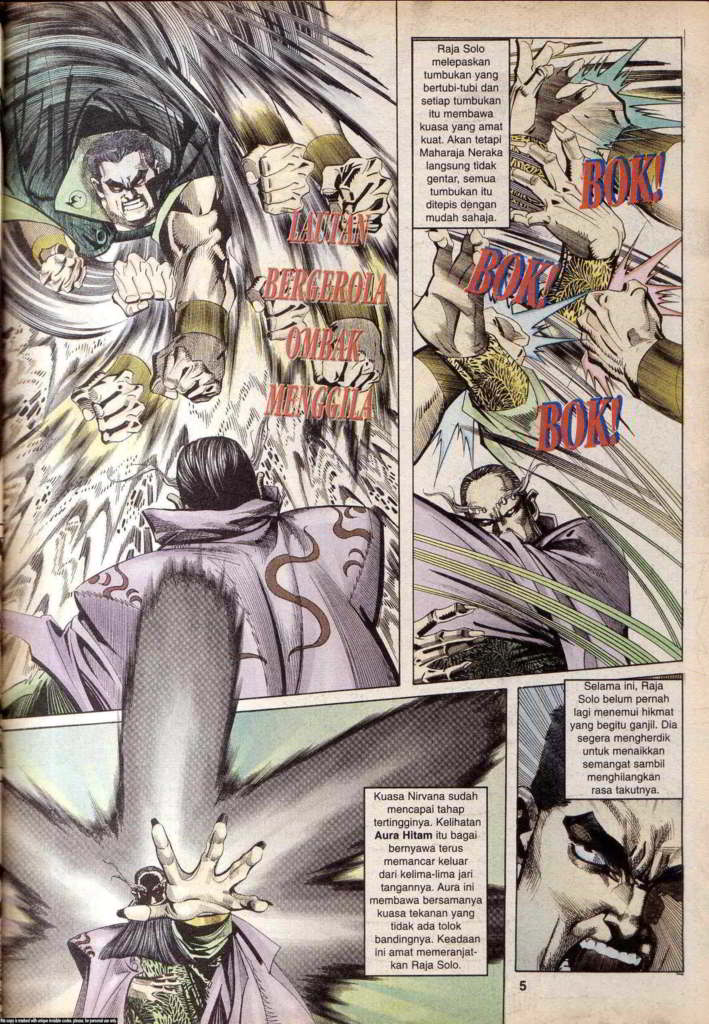 LAUTAN
BERGEROLA
OMBAK
MENGGILA
Raja Solo
melepaskan
tumbukan yang
bertubi-tubi dan
setiap tumbukan
itu membawa
kuasa yang amat
kuat. Akan tetapi
Maharaja Neraka
langsung tidak
gentar, semua
tumbukan itu
ditepis dengan
mudah sahaja.
BOK!
BOK!
BOK!
Kuasa Nirvana sudah
mencapai tahap
tertingginya. Kelihatan
Aura Hitam itu bagai
bernyawa terus
memancar keluar
dari kelima-lima jari
tangannya. Aura ini
membawa bersamanya
kuasa tekanan yang
tidak ada tolok
bandingnya. Keadaan
ini amat memeranjat-
kan Raja Solo.
Selama ini, Raja
Solo belum pernah
lagi menemui hikmat
yang begitu ganjil. Dia
segera mengherdik
untuk menaikkan
semangat sambil
menghilangkan
rasa takutnya.
5